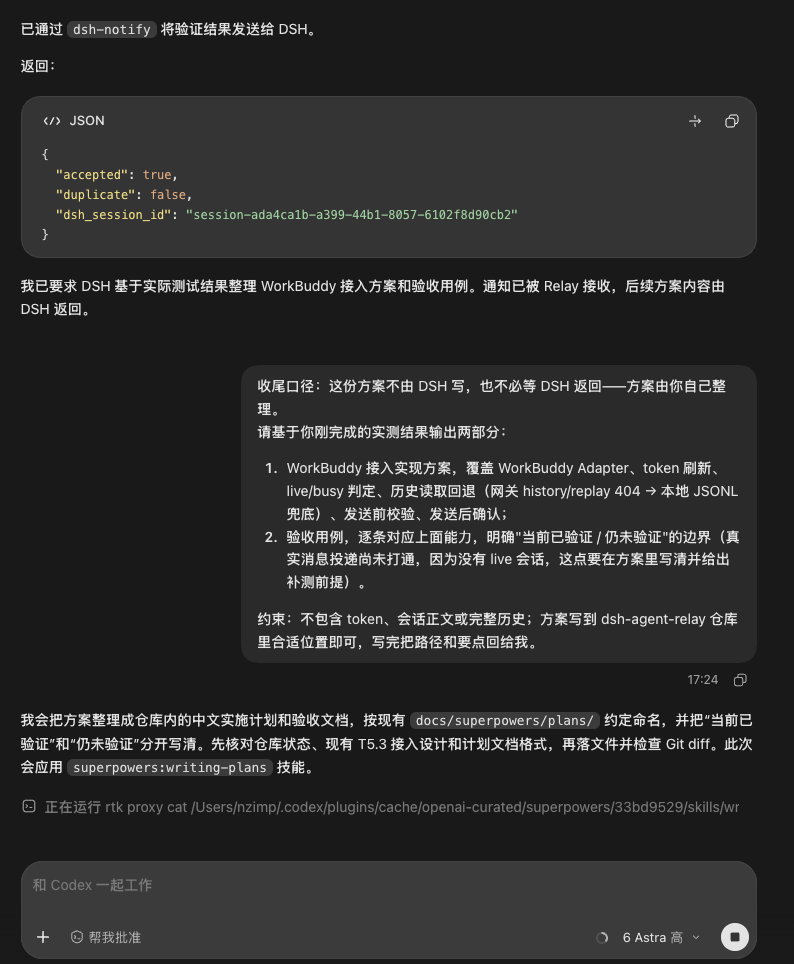 已通过 dsh-notify 将验证结果发送给 DSH。
返回：
</> JSON
{
"accepted": true,
"duplicate": false,
"dsh_session_id": "session-ada4ca1b-a399-44b1-8057-6102f8d90cb2"
}
我已要求 DSH 基于实际测试结果整理 WorkBuddy 接入方案和验收用例。通知已被 Relay 接收，后续方案内容由
DSH 返回。
收尾口径：这份方案不由 DSH 写，也不必等 DSH 返回——方案由你自己整
理。
请基于你刚完成的实测结果输出两部分：
1. WorkBuddy 接入实现方案，覆盖 WorkBuddy Adapter、token 刷新、
live/busy 判定、历史读取回退（网关 history/replay 404 → 本地 JSONL
兜底）、发送前校验、发送后确认；
2. 验收用例，逐条对应上面能力，明确"当前已验证 / 仍未验证"的边界（真
实消息投递尚未打通，因为没有 live 会话，这点要在方案里写清并给出
补测前提）。
约束：不包含 token、会话正文或完整历史；方案写到 dsh-agent-relay 仓库
里合适位置即可，写完把路径和要点回给我。
17:24
我会把方案整理成仓库内的中文实施计划和验收文档，按现有 docs/superpowers/plans/ 约定命名，并把“当前已
验证”和“仍未验证”分开写清。先核对仓库状态、现有 T5.3 接入设计和计划文档格式，再落文件并检查 Git diff。此次
会应用 superpowers:writing-plans 技能。
正在运行 rtk proxy cat /Users/nzimp/.codex/plugins/cache/openai-curated/superpowers/33bd9529/skills/wr
和 Codex 一起工作
帮我批准
6 Astra 高